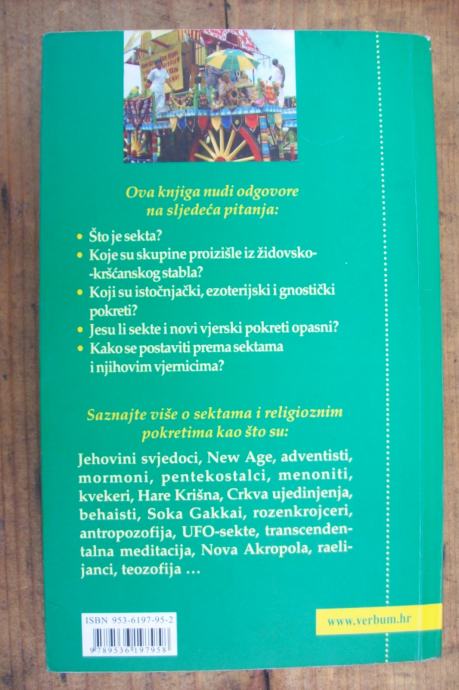 Ova knjiga nudi odgovore
na sljedeća pitanja:
• Što je sekta?
• Koje su skupine proizišle iz židovsko-
-kršćanskog stabla?
• Koji su istočnjački, ezoterijski i gnostički
pokreti?
• Jesu li sekte i novi vjerski pokreti opasni?
• Kako se postaviti prema sektama
i njihovim vjernicima?
Saznajte više o sektama i religioznim
pokretima kao što su:
Jehovini svjedoci, New Age, adventisti,
mormoni, pentekostalci, menoniti,
kvekeri, Hare Krišna, Crkva ujedinjenja,
behaisti, Soka Gakkai, rozenkrojceri,
antropozofija, UFO-sekte, transcenden-
talna meditacija, Nova Akropola, raeli-
janci, teozofija ...
ISBN 953-6197-95-2
9789536197958
www.verbum.hr